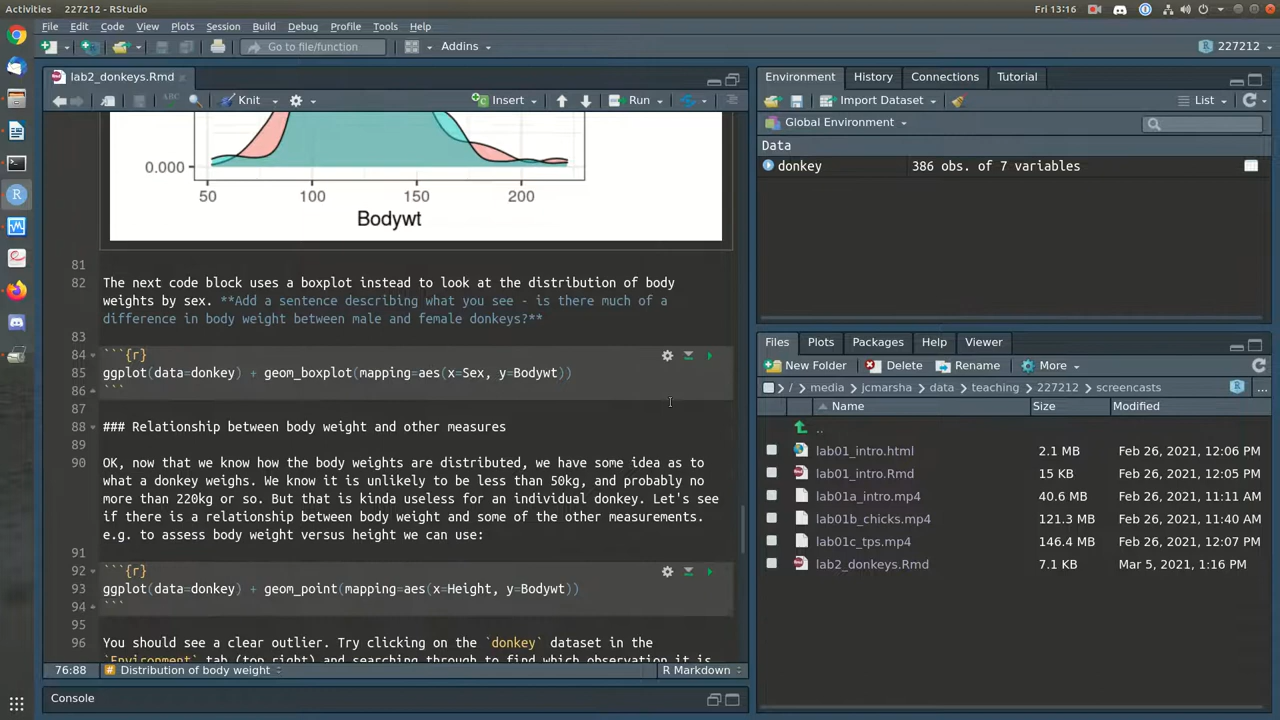 Activities
227212 - RStudio
Fri 13:16
File Edit Code View Plots Session Build Debug Profile Tools Help
Go to file/function
Addins
227212
lab2_donkeys.Rmd
Knit
Insert
Run
0.000
50 100 150 200
Bodywt
81
82 The next code block uses a boxplot instead to look at the distribution of body
weights by sex. **Add a sentence describing what you see - is there much of a
difference in body weight between male and female donkeys?**
83
84 ```{r}
85 ggplot(data=donkey) + geom_boxplot(mapping=aes(x=Sex, y=Bodywt))
86 ```
87
88 ### Relationship between body weight and other measures
89
90 OK, now that we know how the body weights are distributed, we have some idea as to
what a donkey weighs. We know it is unlikely to be less than 50kg, and probably no
more than 220kg or so. But that is kinda useless for an individual donkey. Let's see
if there is a relationship between body weight and some of the other measurements.
e.g. to assess body weight versus height we can use:
91
92 ```{r}
93 ggplot(data=donkey) + geom_point(mapping=aes(x=Height, y=Bodywt))
94 ```
95
96 You should see a clear outlier. Try clicking on the `donkey` dataset in the
`Environment` tab (top right) and searching through to find which observation it is
76:88 # Distribution of body weight R Markdown
Console
Environment History Connections Tutorial
Import Dataset
List
Global Environment
Data
donkey 386 obs. of 7 variables
Files Plots Packages Help Viewer
New Folder Delete Rename More
/ media jcmarsha data teaching 227212 screencasts ...
Name Size Modified
..
lab01_intro.html 2.1 MB Feb 26, 2021, 12:06 PM
lab01_intro.Rmd 15 KB Feb 26, 2021, 12:06 PM
lab01a_intro.mp4 40.6 MB Feb 26, 2021, 11:11 AM
lab01b_chicks.mp4 121.3 MB Feb 26, 2021, 11:40 AM
lab01c_tps.mp4 146.4 MB Feb 26, 2021, 12:07 PM
lab2_donkeys.Rmd 7.1 KB Mar 5, 2021, 1:16 PM